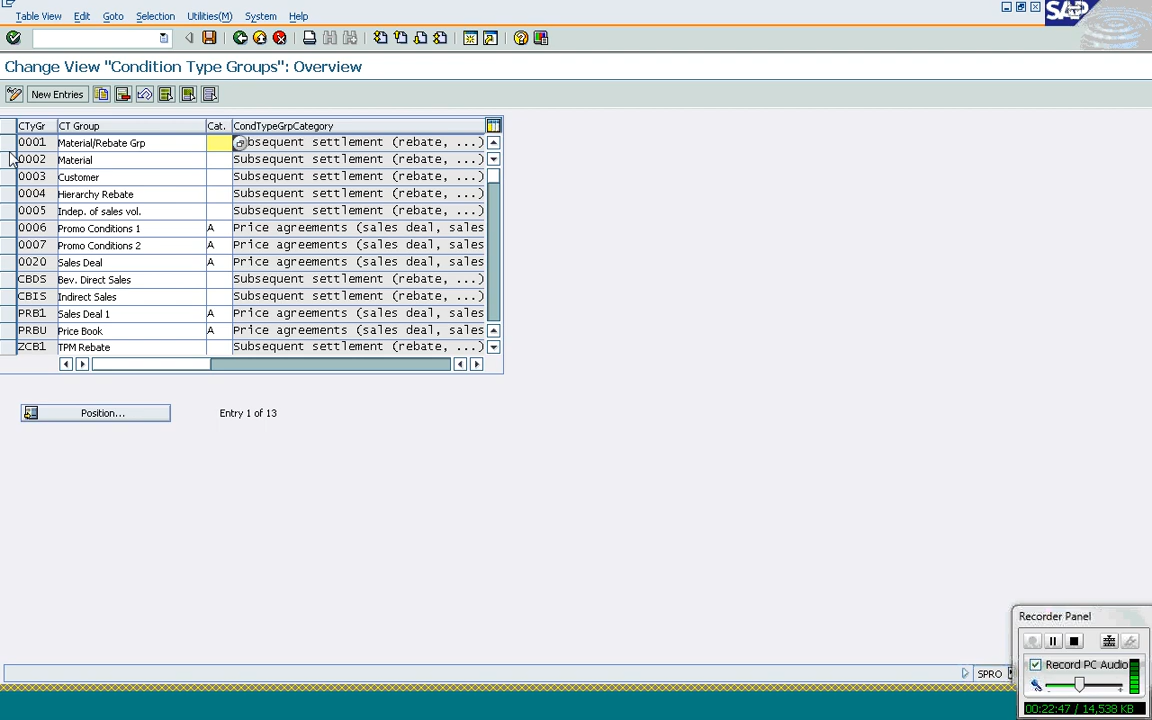 Table View Edit Goto Selection Utilities(M) System Help
SAP
Change View "Condition Type Groups": Overview
New Entries
CTyGr CT Group Cat. CondTypeGrpCategory
0001 Material/Rebate Grp bsequent settlement (rebate, ...)
0002 Material Subsequent settlement (rebate, ...)
0003 Customer Subsequent settlement (rebate, ...)
0004 Hierarchy Rebate Subsequent settlement (rebate, ...)
0005 Indep. of sales vol. Subsequent settlement (rebate, ...)
0006 Promo Conditions 1 A Price agreements (sales deal, sales
0007 Promo Conditions 2 A Price agreements (sales deal, sales
0020 Sales Deal A Price agreements (sales deal, sales
CBDS Bev. Direct Sales Subsequent settlement (rebate, ...)
CBIS Indirect Sales Subsequent settlement (rebate, ...)
PRB1 Sales Deal 1 A Price agreements (sales deal, sales
PRBU Price Book A Price agreements (sales deal, sales
ZCB1 TPM Rebate Subsequent settlement (rebate, ...)
Position... Entry 1 of 13
Recorder Panel
Record PC Audio
SPRO
00:22:47 / 14,538 KB